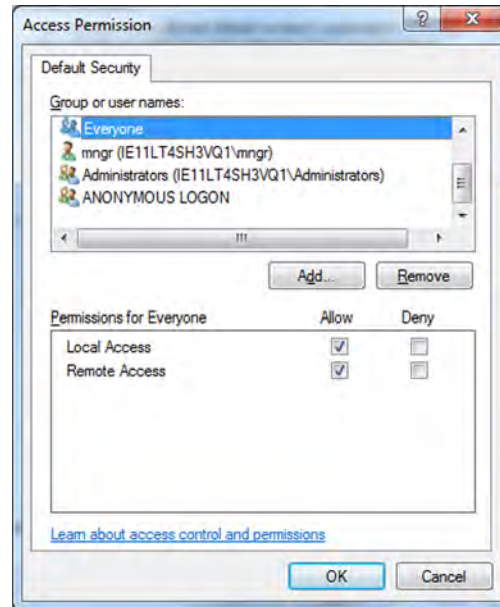 Access Permission
Default Security
Group or user names:
Everyone
mngr (IE11LT4SH3VQ1\mngr)
Administrators (IE11LT4SH3VQ1\Administrators)
ANONYMOUS LOGON
Add... Remove
Permissions for Everyone Allow Deny
Local Access
Remote Access
Learn about access control and permissions
OK Cancel